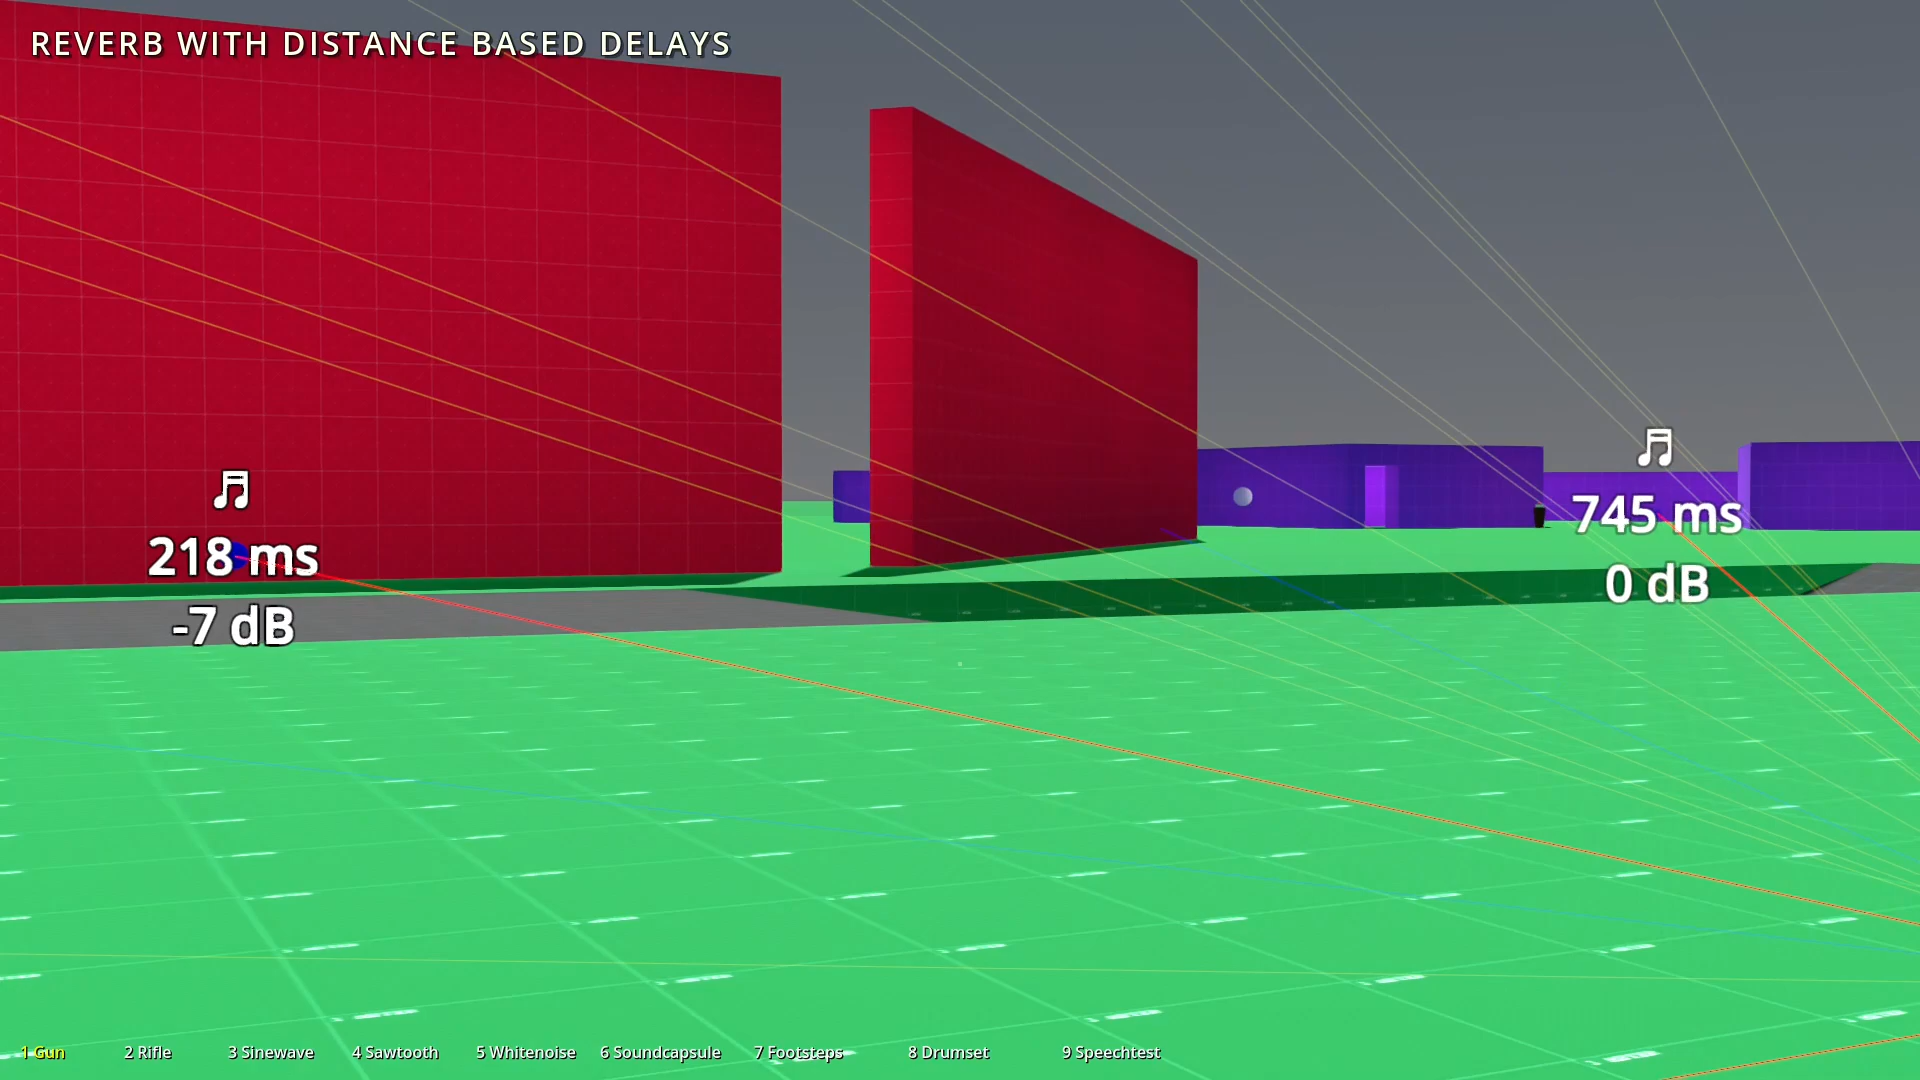 REVERB WITH DISTANCE BASED DELAYS
218 ms
-7 dB
745 ms
0 dB
1 Gun 2 Rifle 3 Sinewave 4 Sawtooth 5 Whitenoise 6 Soundcapsule 7 Footsteps 8 Drumset 9 Speechtest